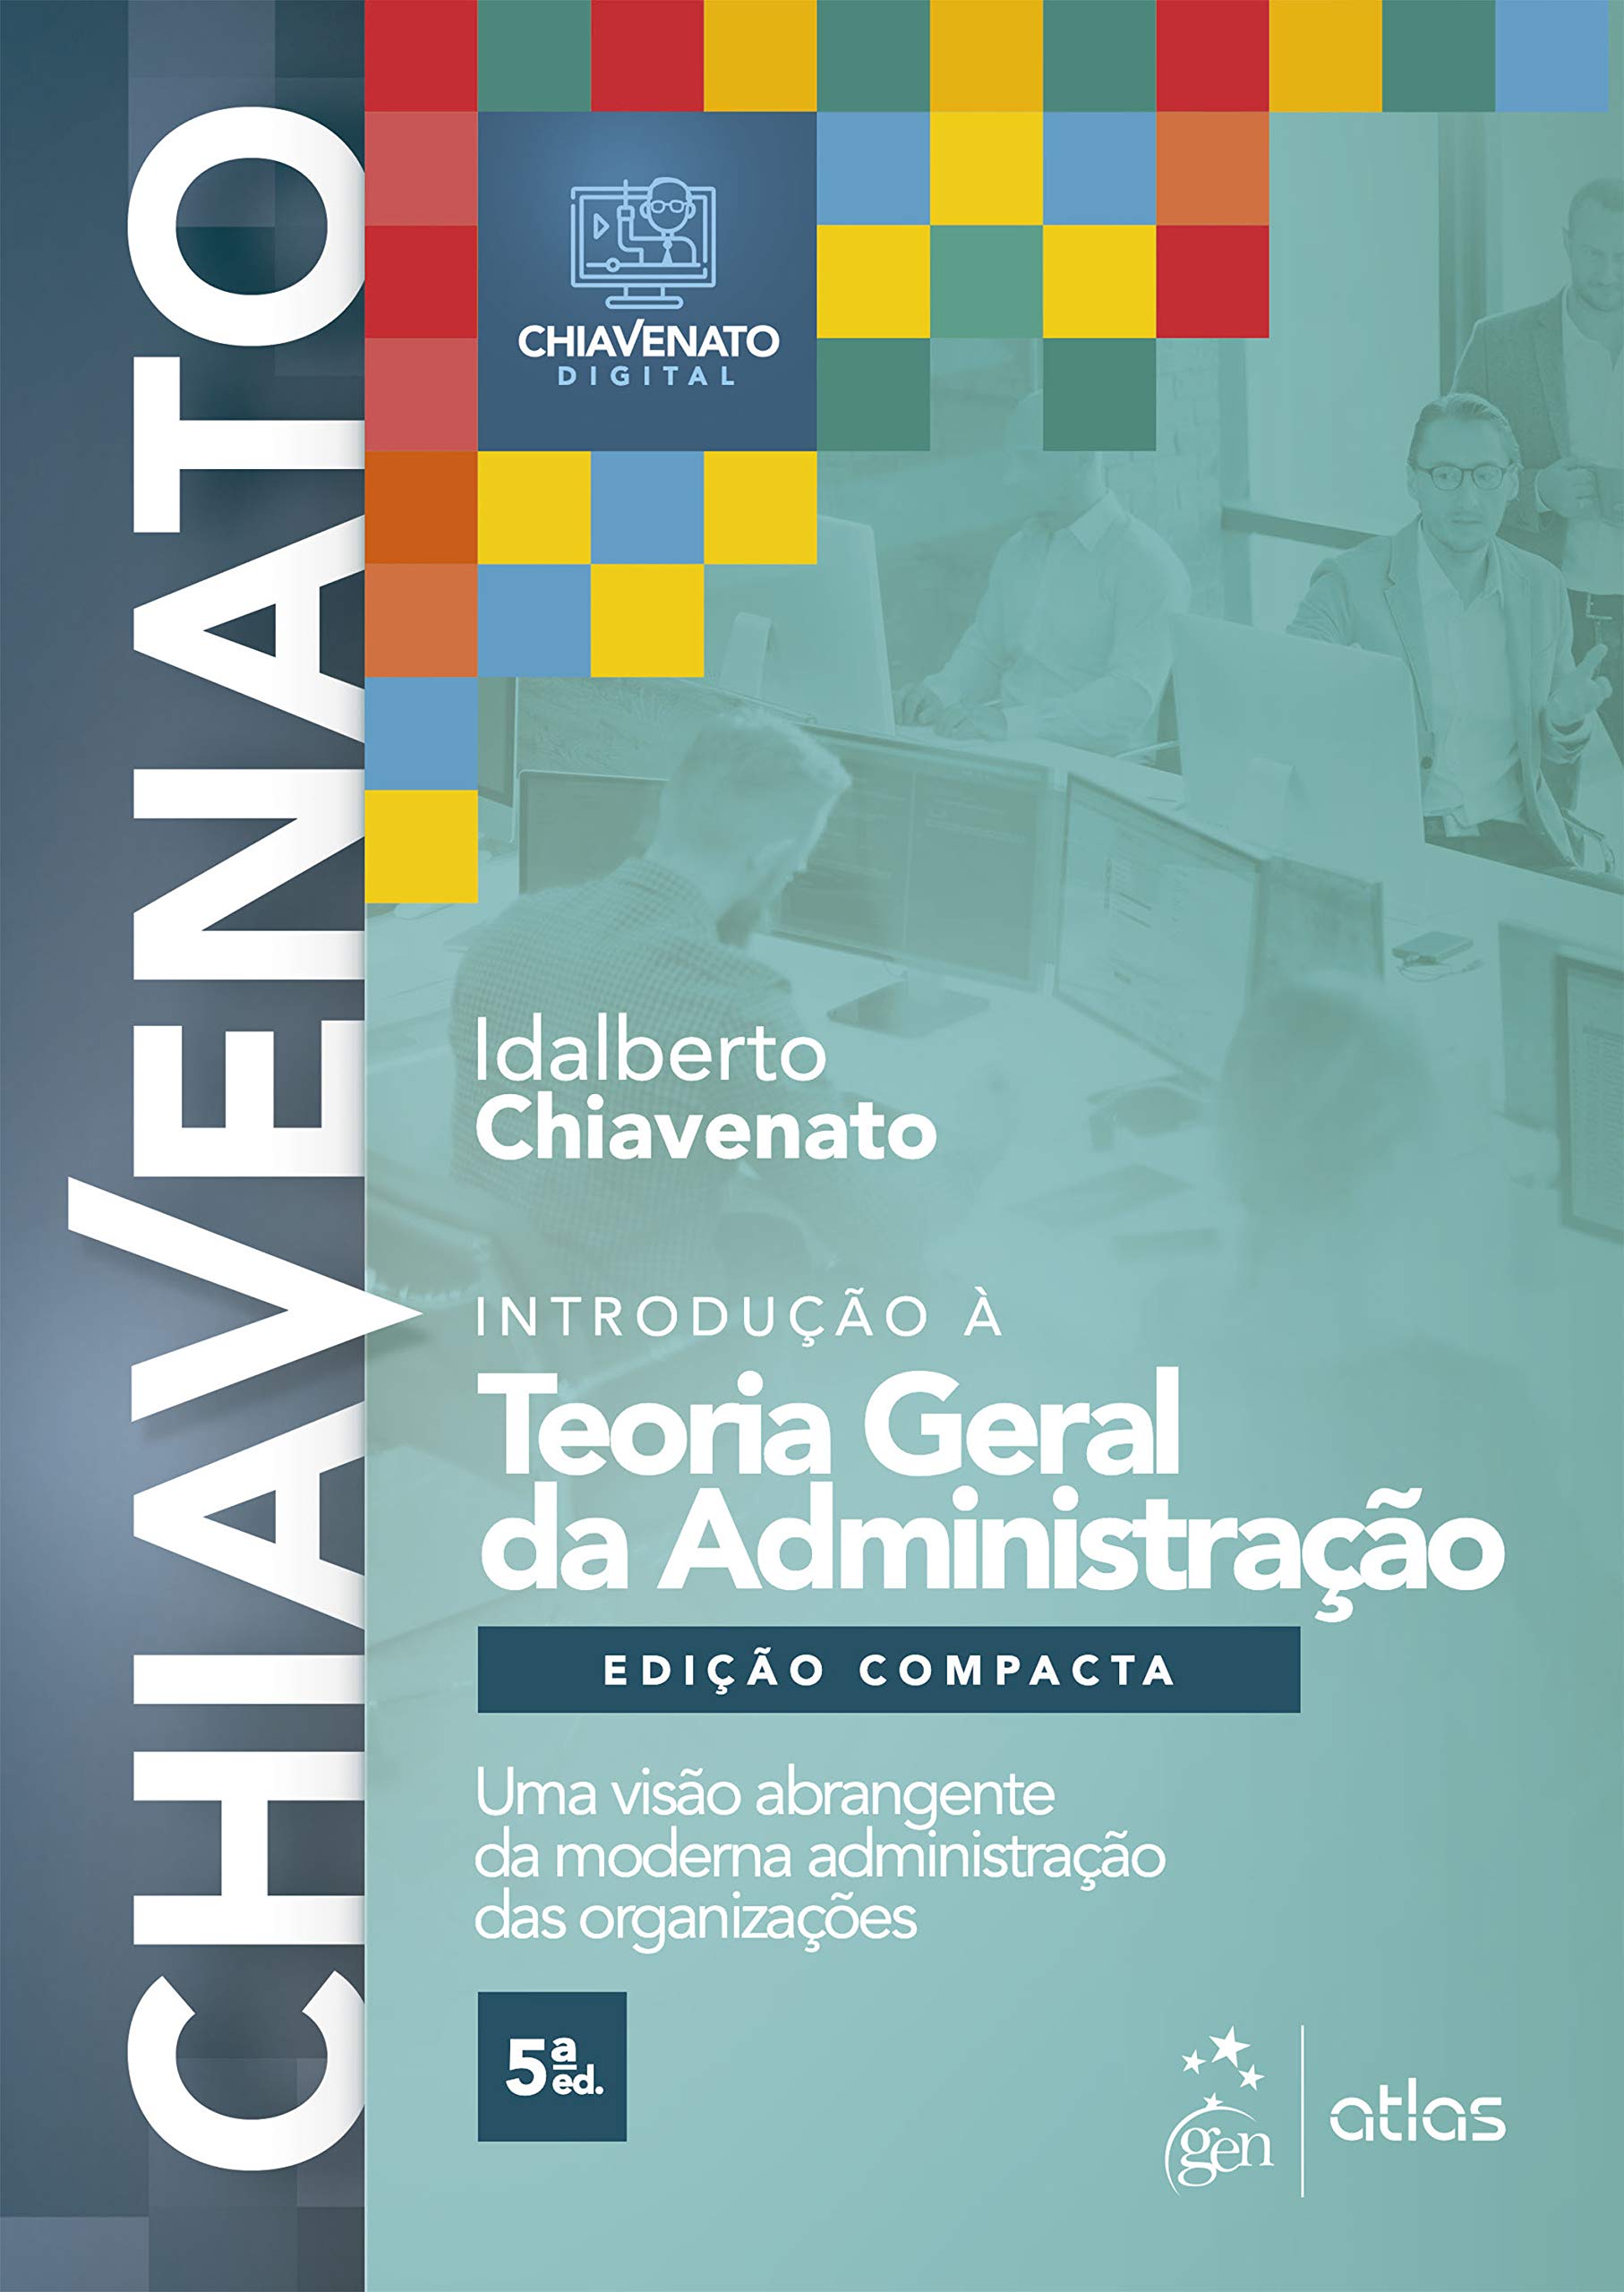 CHIAVENATO
CHIAVENATO
DIGITAL
Idalberto
Chiavenato
INTRODUÇÃO À
Teoria Geral
da Administração
EDIÇÃO COMPACTA
Uma visão abrangente
da moderna administração
das organizações
5ª ed.
gen
atlas